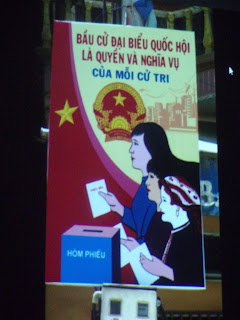 BẦU CỬ ĐẠI BIỂU QUỐC HỘI
LÀ QUYỀN VÀ NGHĨA VỤ
CỦA MỖI CỬ TRI
HÒM PHIẾU